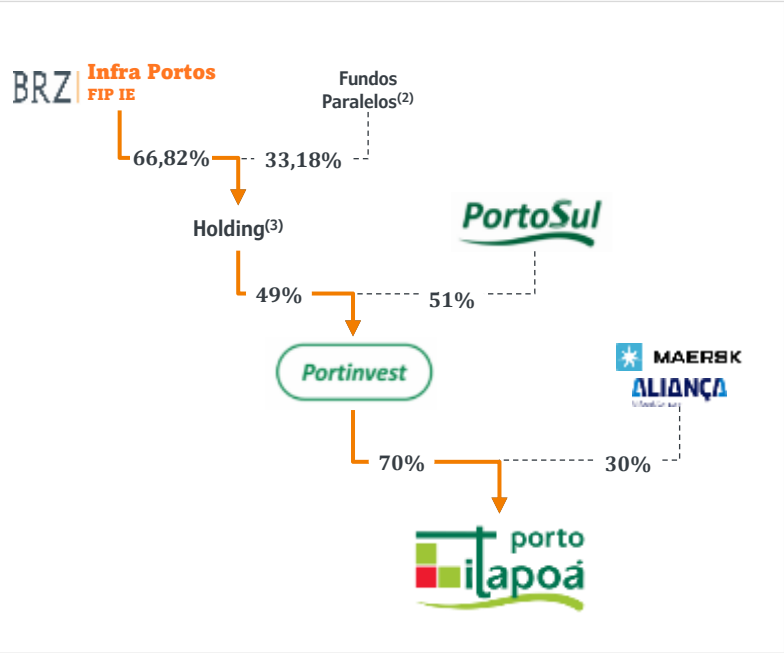 BRZ
Infra Portos
FIP IE
Fundos
Paralelos(2)
66,82%
33,18%
Holding(3)
PortoSul
49%
51%
Portinvest
MAERSK
ALIANÇA
70%
30%
porto
itapoá